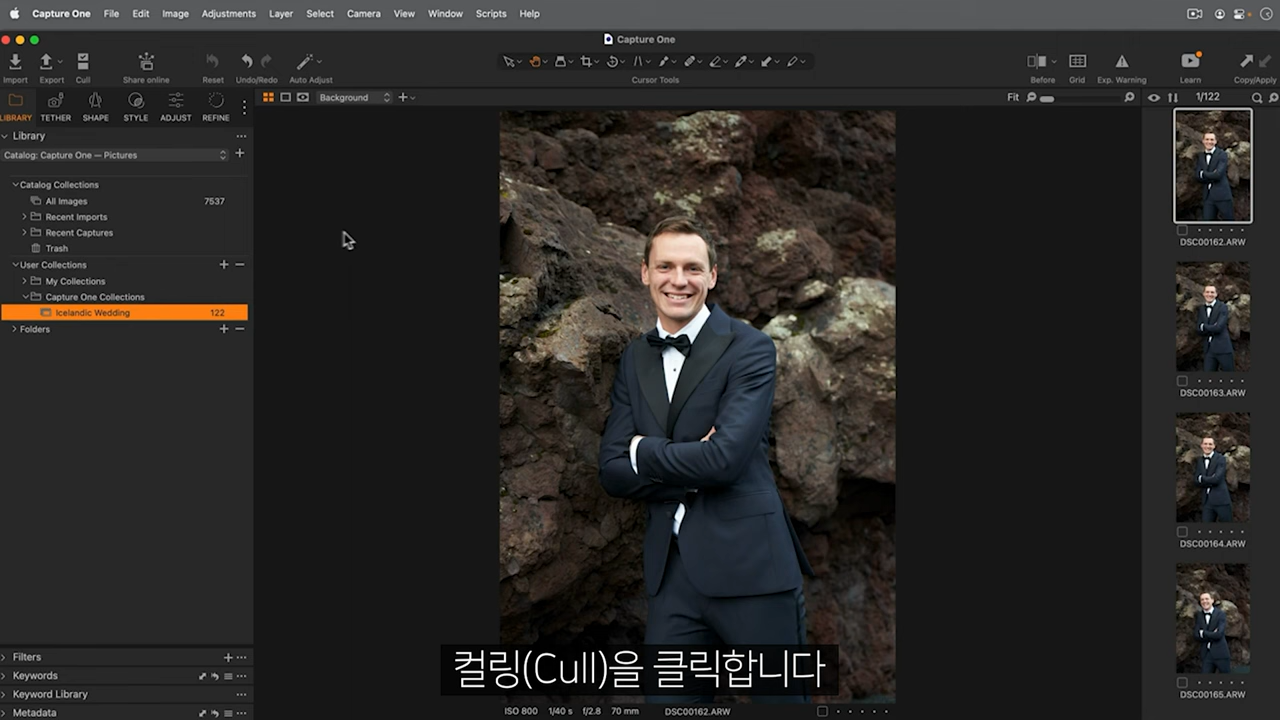 Capture One File Edit Image Adjustments Layer Select Camera View Window Scripts Help
Capture One
Import Export Cull Share online Reset Undo/Redo Auto Adjust Cursor Tools Before Grid Exp. Warning Learn Copy/Apply
LIBRARY TETHER SHAPE STYLE ADJUST REFINE
Background
Fit
1/122
Library
Catalog: Capture One — Pictures
Catalog Collections
All Images 7537
Recent Imports
Recent Captures
Trash
User Collections
My Collections
Capture One Collections
Icelandic Wedding 122
Folders
Filters
Keywords
Keyword Library
Metadata
DSC00162.ARW
DSC00163.ARW
DSC00164.ARW
DSC00165.ARW
컬링(Cull)을 클릭합니다
ISO 800 1/40 s f/2.8 70 mm DSC00162.ARW